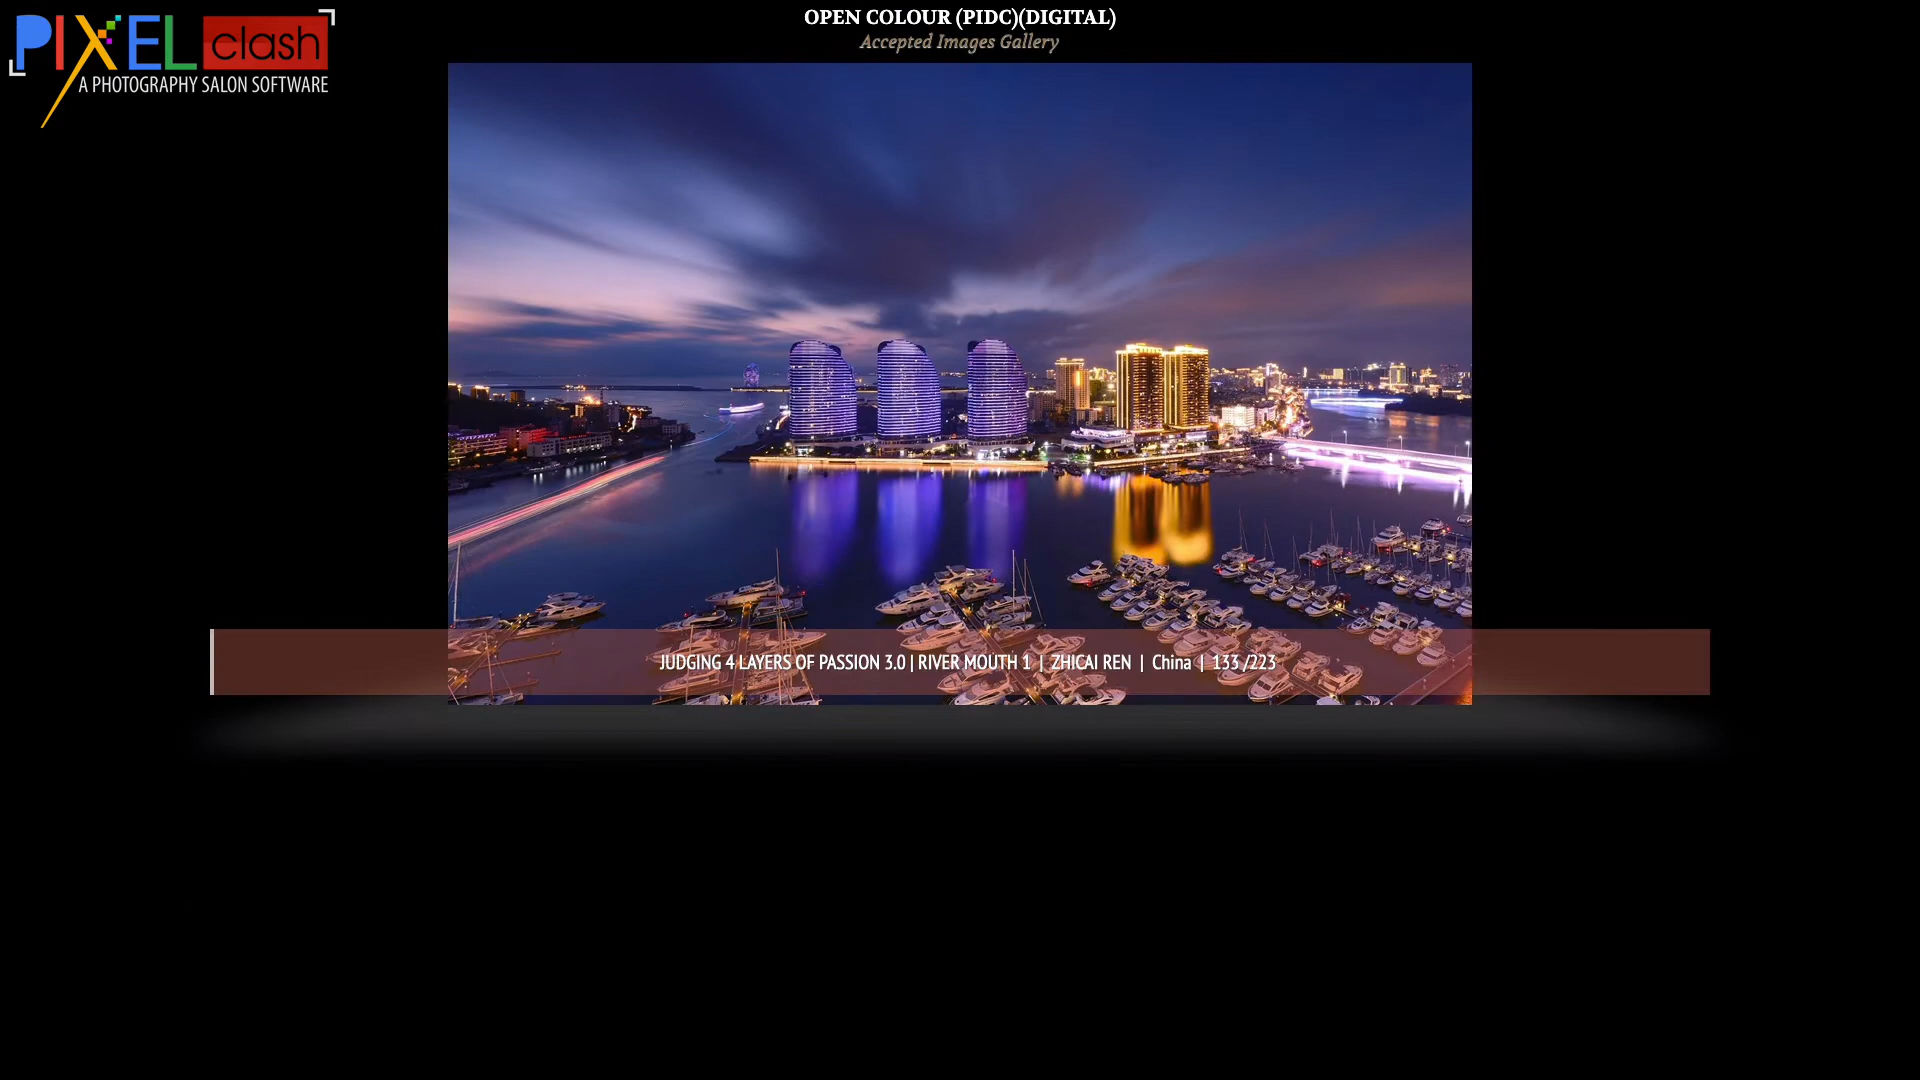 PIXEL clash
A PHOTOGRAPHY SALON SOFTWARE
OPEN COLOUR (PIDC)(DIGITAL)
Accepted Images Gallery
JUDGING 4 LAYERS OF PASSION 3.0 | RIVER MOUTH 1 | ZHICAI REN | China | 133 /223